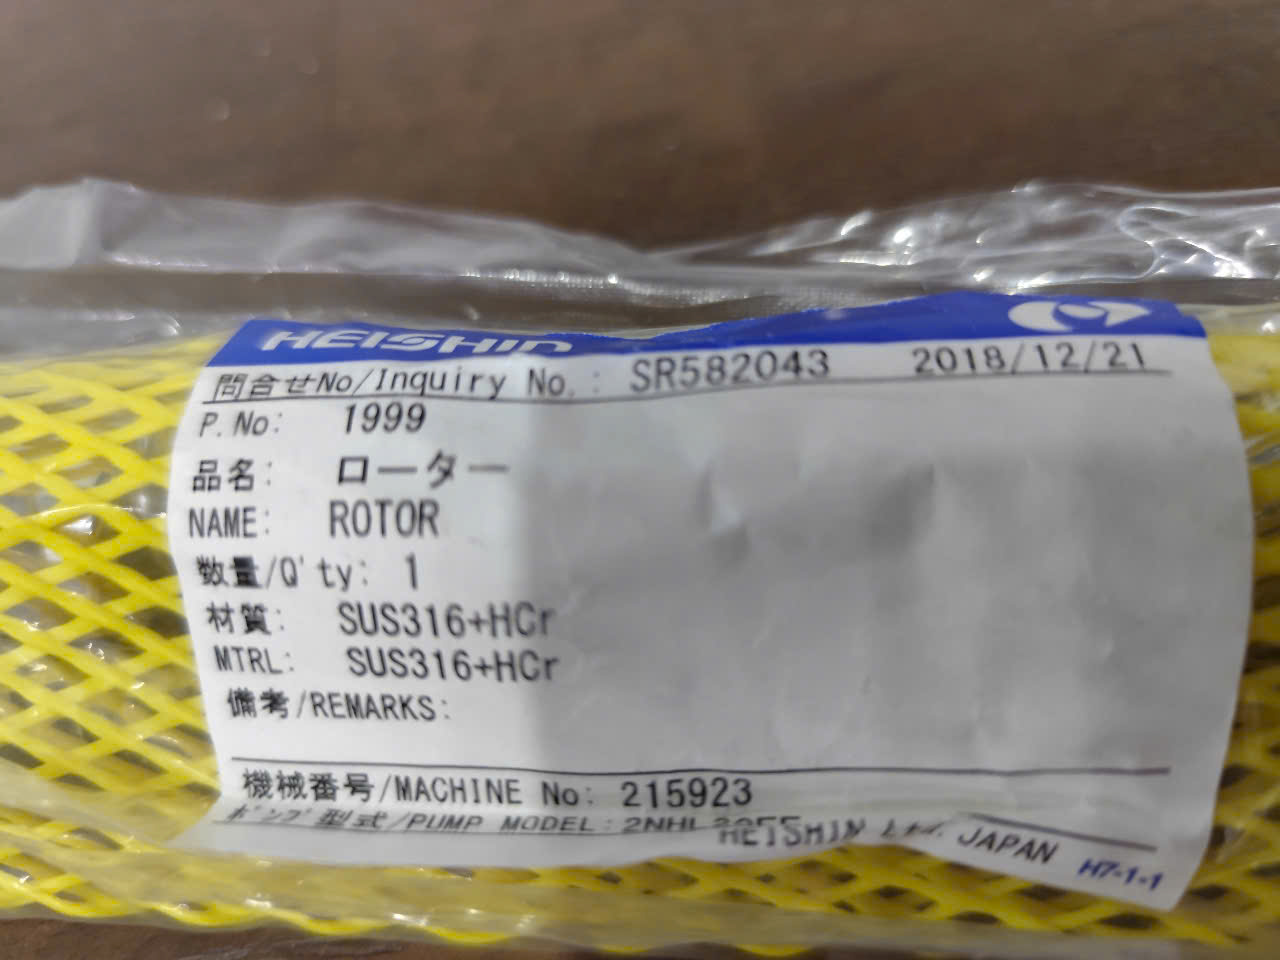 HEISHIN
問合せNo/Inquiry No.: SR582043 2018/12/21
P.No: 1999
品名: ローター
NAME: ROTOR
数量/Q'ty: 1
材質: SUS316+HCr
MTRL: SUS316+HCr
備考/REMARKS:
機械番号/MACHINE No: 215923
ポンプ型式/PUMP MODEL:
HEISHIN Ltd. JAPAN
H7-1-1